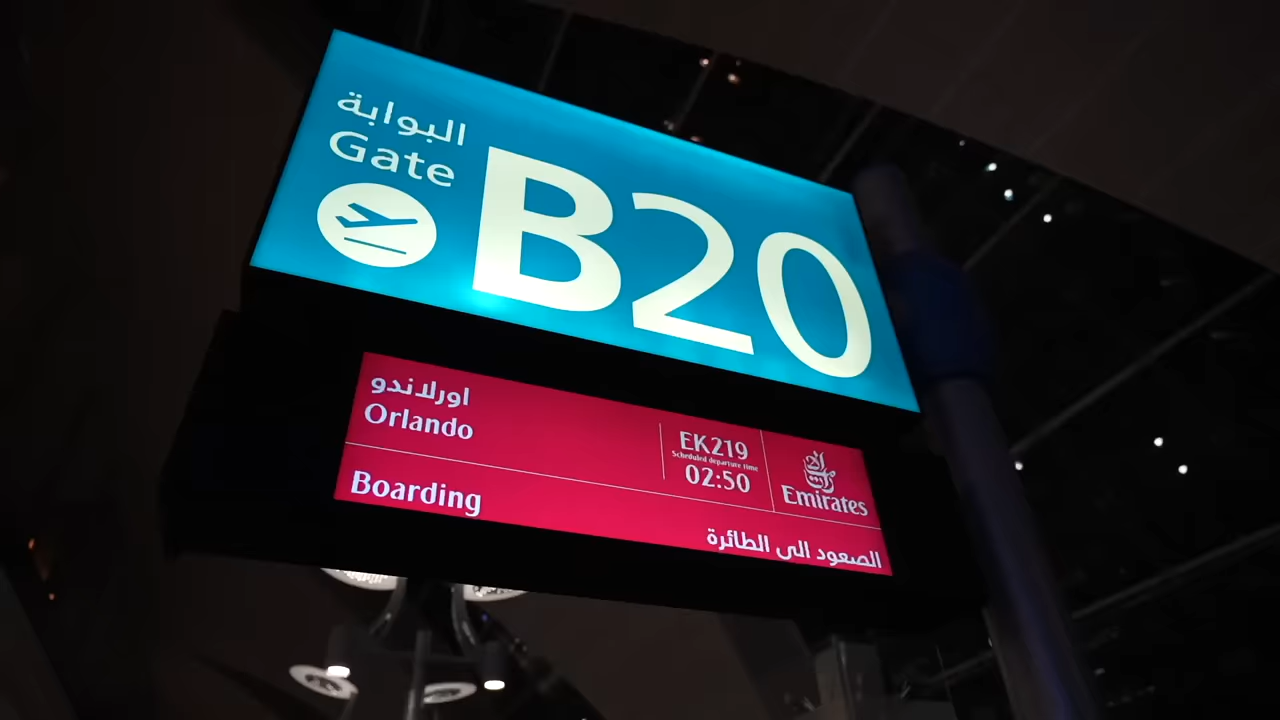 البوابة
Gate
B20
اورلاندو
Orlando
EK219
Scheduled departure time
02:50
Emirates
Boarding
الصعود الى الطائرة